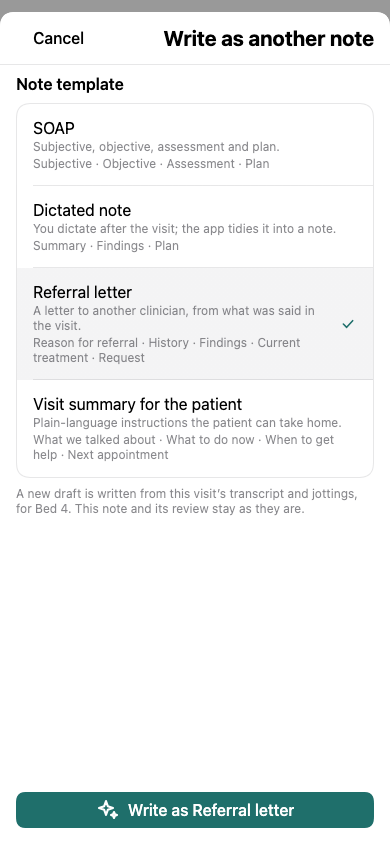 Cancel
Write as another note
Note template
SOAP
Subjective, objective, assessment and plan.
Subjective · Objective · Assessment · Plan
Dictated note
You dictate after the visit; the app tidies it into a note.
Summary · Findings · Plan
Referral letter
A letter to another clinician, from what was said in
the visit.
Reason for referral · History · Findings · Current
treatment · Request
Visit summary for the patient
Plain-language instructions the patient can take home.
What we talked about · What to do now · When to get
help · Next appointment
A new draft is written from this visit's transcript and jottings,
for Bed 4. This note and its review stay as they are.
Write as Referral letter